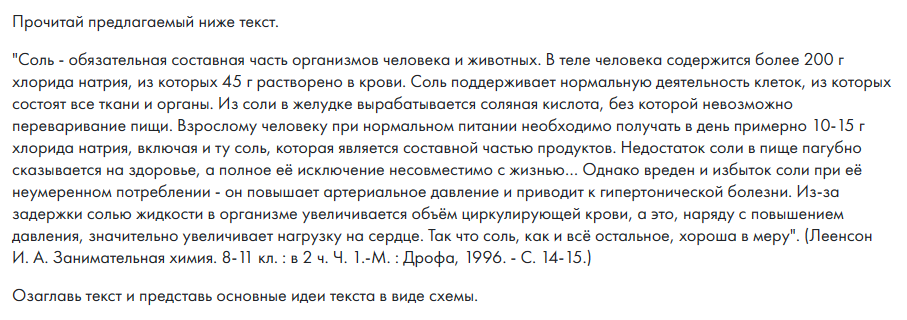 Прочитай предлагаемый ниже текст.
"Соль - обязательная составная часть организмов человека и животных. В теле человека содержится более 200 г
хлорида натрия, из которых 45 г растворено в крови. Соль поддерживает нормальную деятельность клеток, из которых
состоят все ткани и органы. Из соли в желудке вырабатывается соляная кислота, без которой невозможно
переваривание пищи. Взрослому человеку при нормальном питании необходимо получать в день примерно 10-15 г
хлорида натрия, включая и ту соль, которая является составной частью продуктов. Недостаток соли в пище пагубно
сказывается на здоровье, а полное её исключение несовместимо с жизнью... Однако вреден и избыток соли при её
неумеренном потреблении - он повышает артериальное давление и приводит к гипертонической болезни. Из-за
задержки солью жидкости в организме увеличивается объём циркулирующей крови, а это, наряду с повышением
давления, значительно увеличивает нагрузку на сердце. Так что соль, как и всё остальное, хороша в меру". (Леенсон
И. А. Занимательная химия. 8-11 кл. : в 2 ч. Ч. 1.-М. : Дрофа, 1996. - С. 14-15.)
Озаглавь текст и представь основные идеи текста в виде схемы.